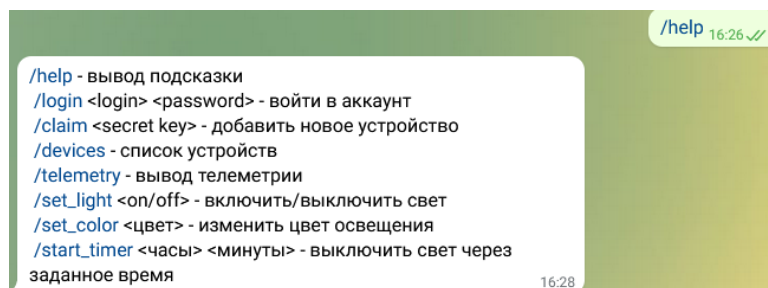 /help 16:26
/help - вывод подсказки
/login <login> <password> - войти в аккаунт
/claim <secret key> - добавить новое устройство
/devices - список устройств
/telemetry - вывод телеметрии
/set_light <on/off> - включить/выключить свет
/set_color <цвет> - изменить цвет освещения
/start_timer <часы> <минуты> - выключить свет через
заданное время
16:28